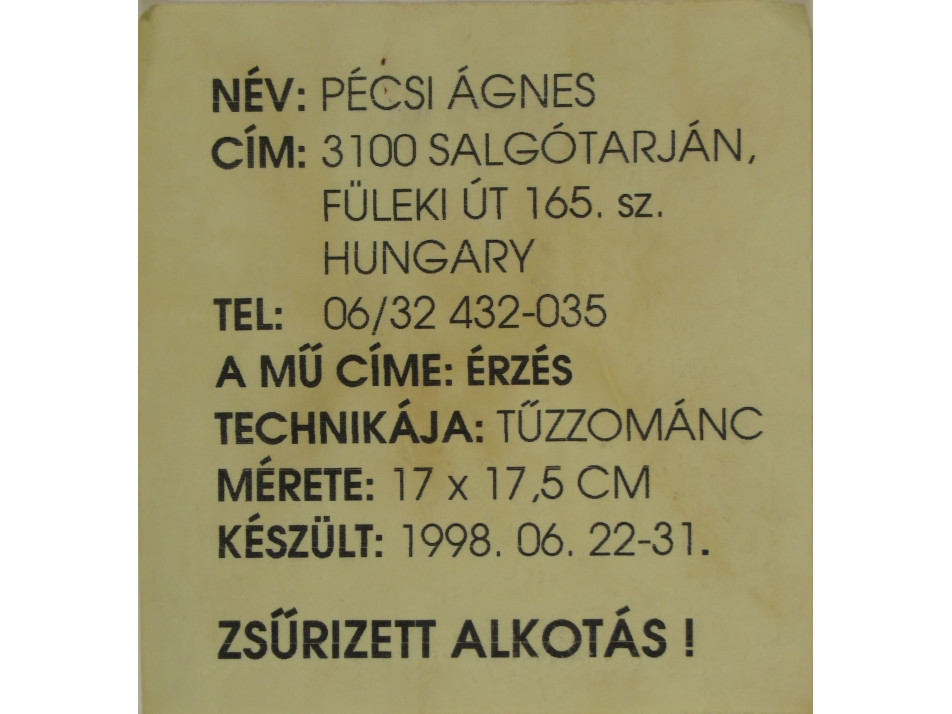 NÉV: PÉCSI ÁGNES
CÍM: 3100 SALGÓTARJÁN,
FÜLEKI ÚT 165. sz.
HUNGARY
TEL: 06/32 432-035
A MŰ CÍME: ÉRZÉS
TECHNIKÁJA: TŰZZOMÁNC
MÉRETE: 17 x 17,5 CM
KÉSZÜLT: 1998. 06. 22-31.
ZSŰRIZETT ALKOTÁS !